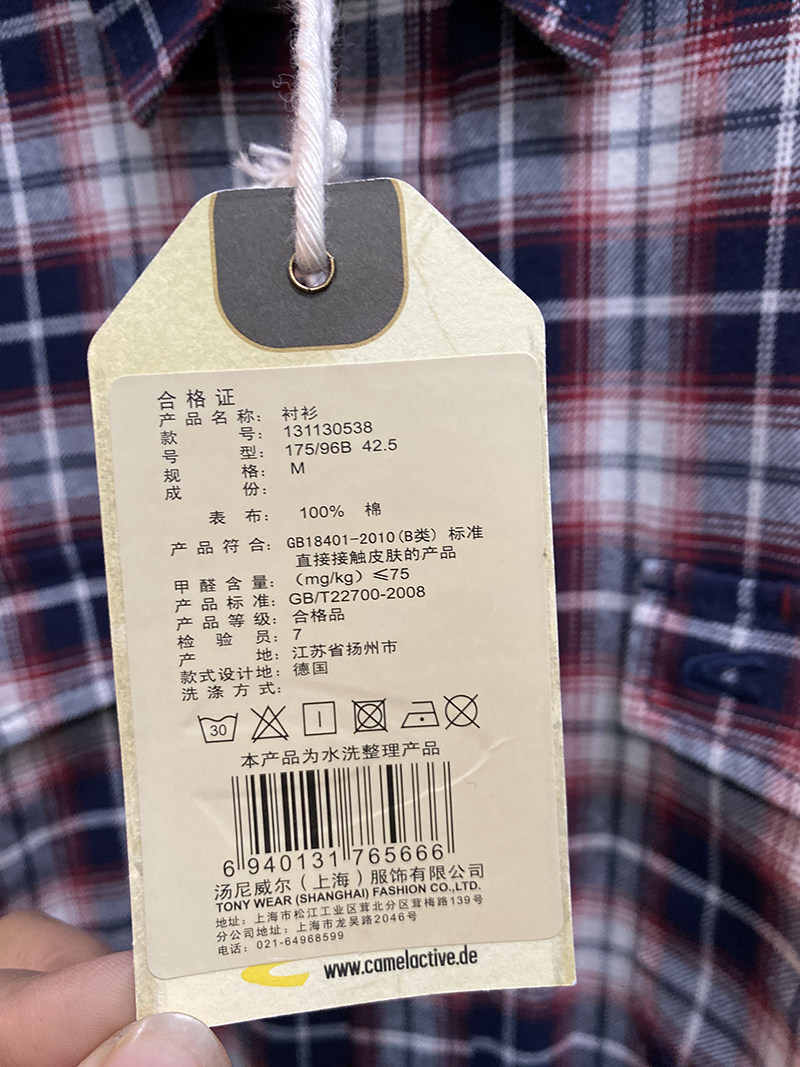 合格证
产品名称：衬衫
款号：131130538
号型：175/96B 42.5
规格：M
成份：
表布：100% 棉
产品符合：GB18401-2010(B类) 标准
直接接触皮肤的产品
甲醛含量：（mg/kg）≤75
产品标准：GB/T22700-2008
产品等级：合格品
检验员：7
产地：江苏省扬州市
款式设计地：德国
洗涤方式：
30
本产品为水洗整理产品
6 940131 765666
汤尼威尔（上海）服饰有限公司
TONY WEAR (SHANGHAI) FASHION CO.,LTD.
地址：上海市松江工业区茸北分区茸梅路139号
分公司地址：上海市龙吴路2046号
电话：021-64968599
www.camelactive.de